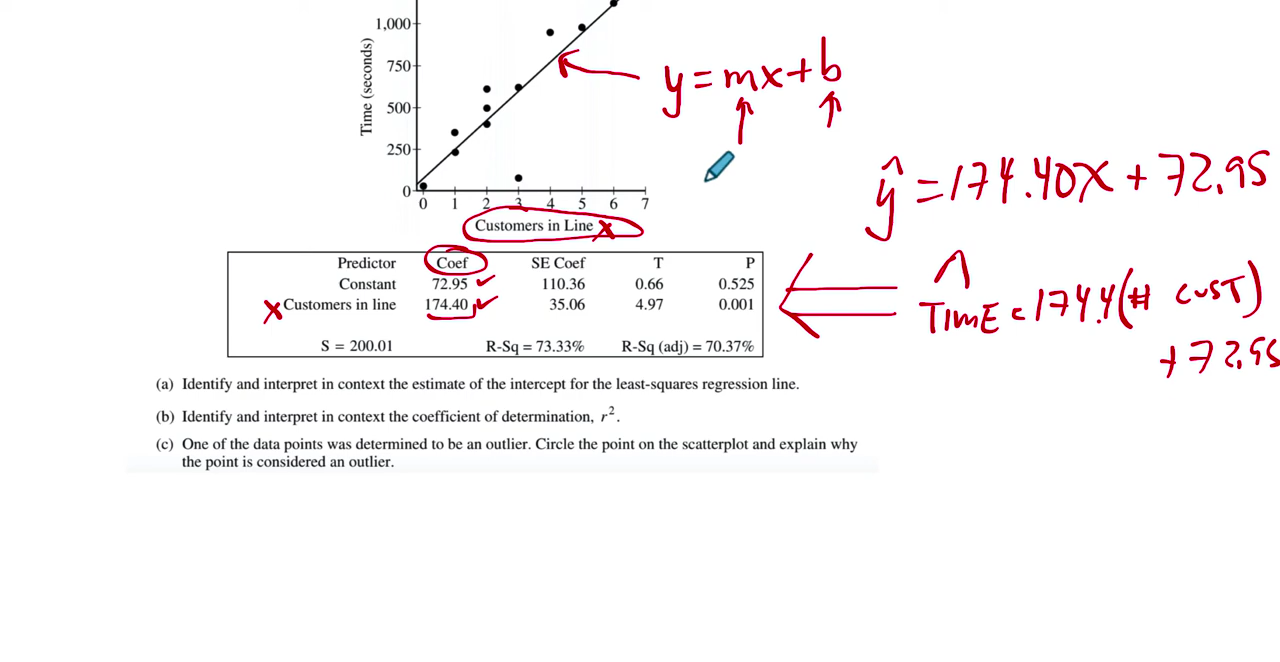 1,000
750
500
250
0
Time (seconds)
0 1 2 3 4 5 6 7
Customers in Line x
y = mx + b
ŷ = 174.40x + 72.95
TIME = 174.4(# CUST)
+72.95
Predictor Coef SE Coef T P
Constant 72.95 110.36 0.66 0.525
x Customers in line 174.40 35.06 4.97 0.001
S = 200.01 R-Sq = 73.33% R-Sq (adj) = 70.37%
(a) Identify and interpret in context the estimate of the intercept for the least-squares regression line.
(b) Identify and interpret in context the coefficient of determination, r².
(c) One of the data points was determined to be an outlier. Circle the point on the scatterplot and explain why
the point is considered an outlier.